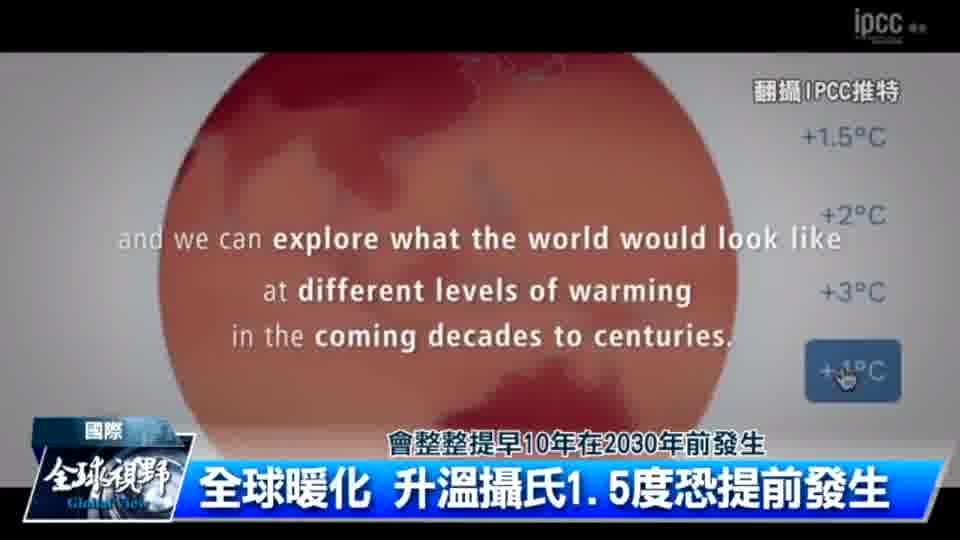 ipcc
翻攝IPCC推特
+1.5°C
+2°C
+3°C
+4°C
and we can explore what the world would look like
at different levels of warming
in the coming decades to centuries.
國際
全球視野
Global View
會整整提早10年在2030年前發生
全球暖化 升溫攝氏1.5度恐提前發生